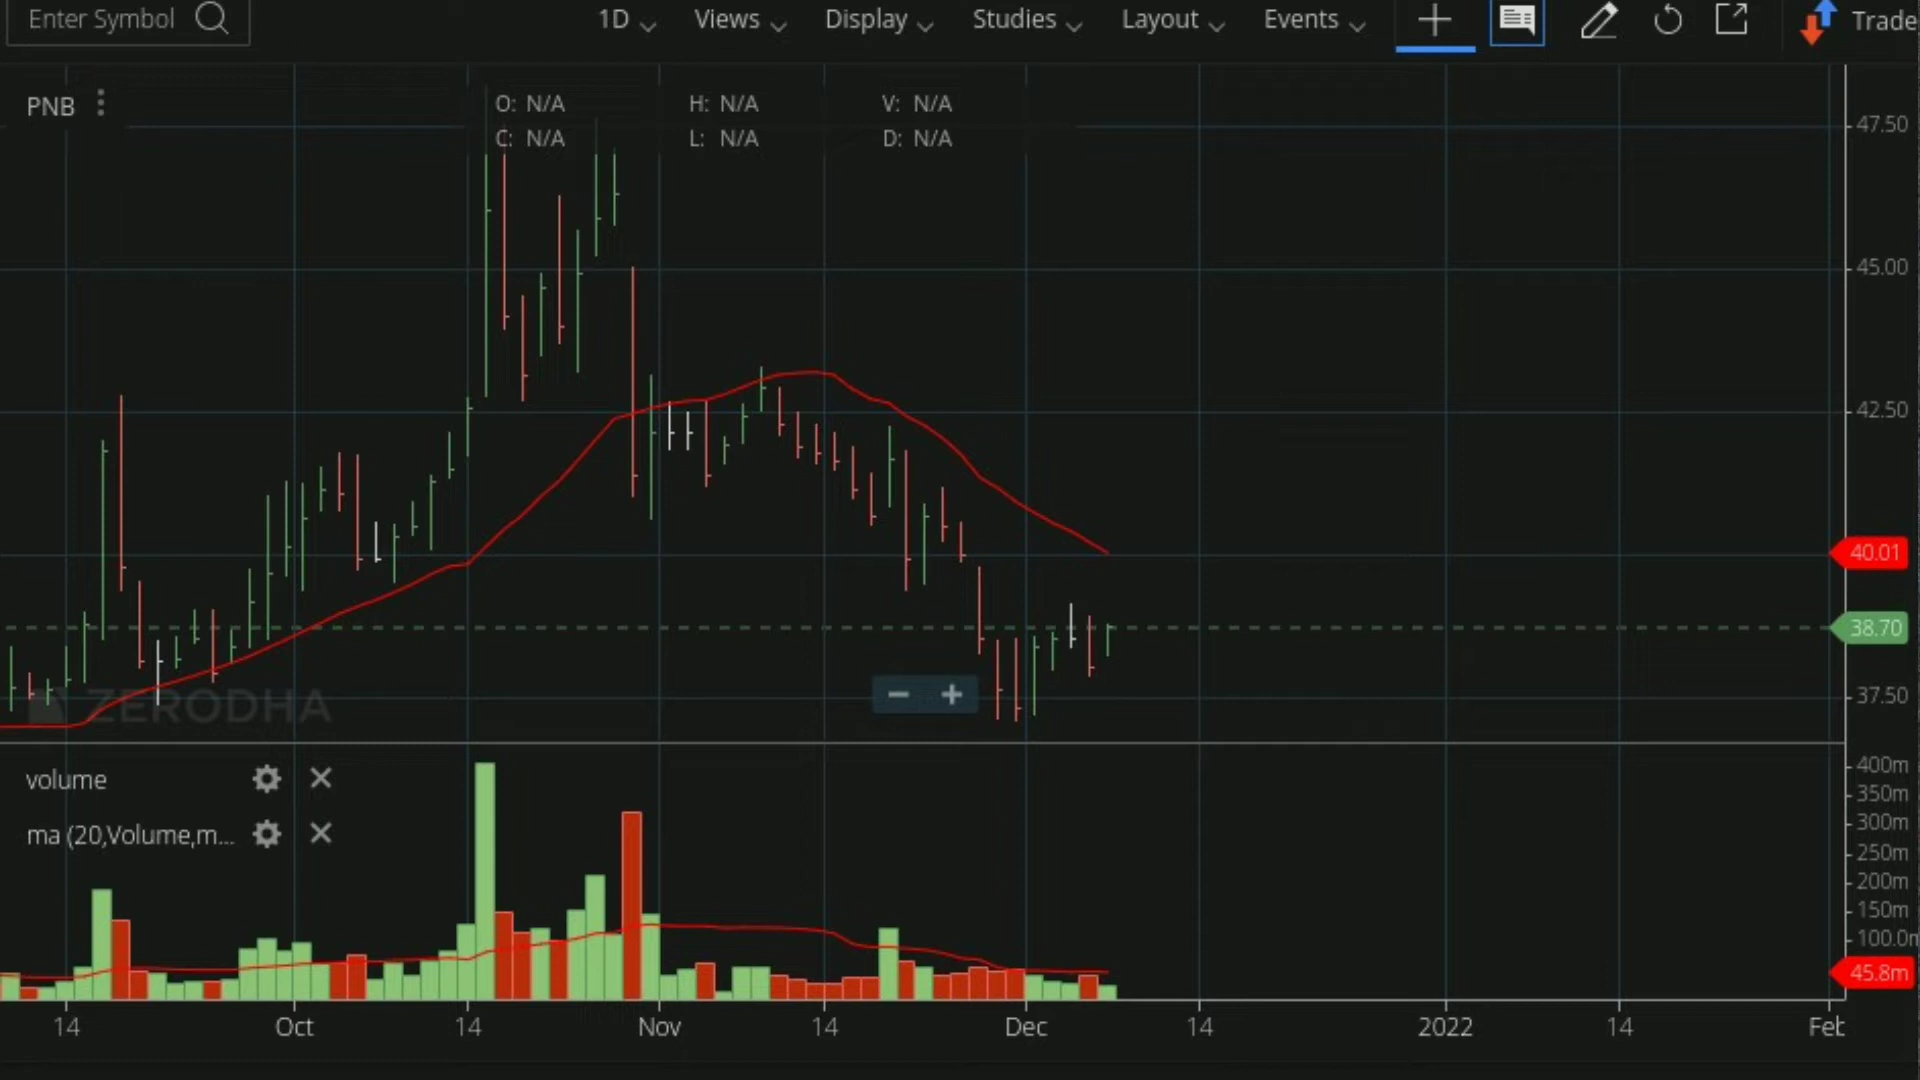 Enter Symbol 1D Views Display Studies Layout Events Trade
PNB O: N/A H: N/A V: N/A
C: N/A L: N/A D: N/A
47.50
45.00
42.50
40.01
38.70
37.50
ZERODHA
volume
400m
350m
300m
ma (20,Volume,m...
250m
200m
150m
100.0m
45.8m
14 Oct 14 Nov 14 Dec 14 2022 14 Feb